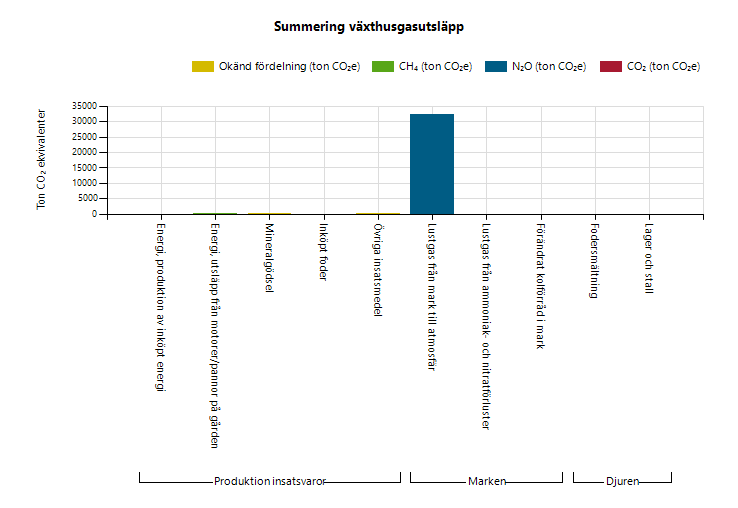 Summering växthusgasutsläpp
Okänd fördelning (ton CO₂e)
CH₄ (ton CO₂e)
N₂O (ton CO₂e)
CO₂ (ton CO₂e)
Ton CO₂ ekvivalenter
35000
30000
25000
20000
15000
10000
5000
0
Energi, produktion av inköpt energi
Energi, utsläpp från motorer/pannor på gården
Mineralgödsel
Inköpt foder
Övriga insatsmedel
Lustgas från mark till atmosfär
Lustgas från ammoniak- och nitratförluster
Förändrat kolförråd i mark
Fodersmältning
Lager och stall
Produktion insatsvaror
Marken
Djuren